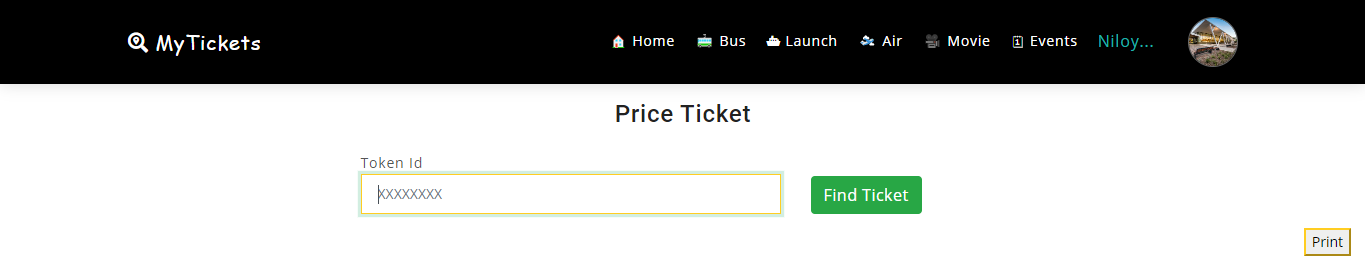 MyTickets Home Bus Launch Air Movie Events Niloy...
Price Ticket
Token Id
XXXXXXXX Find Ticket
Print